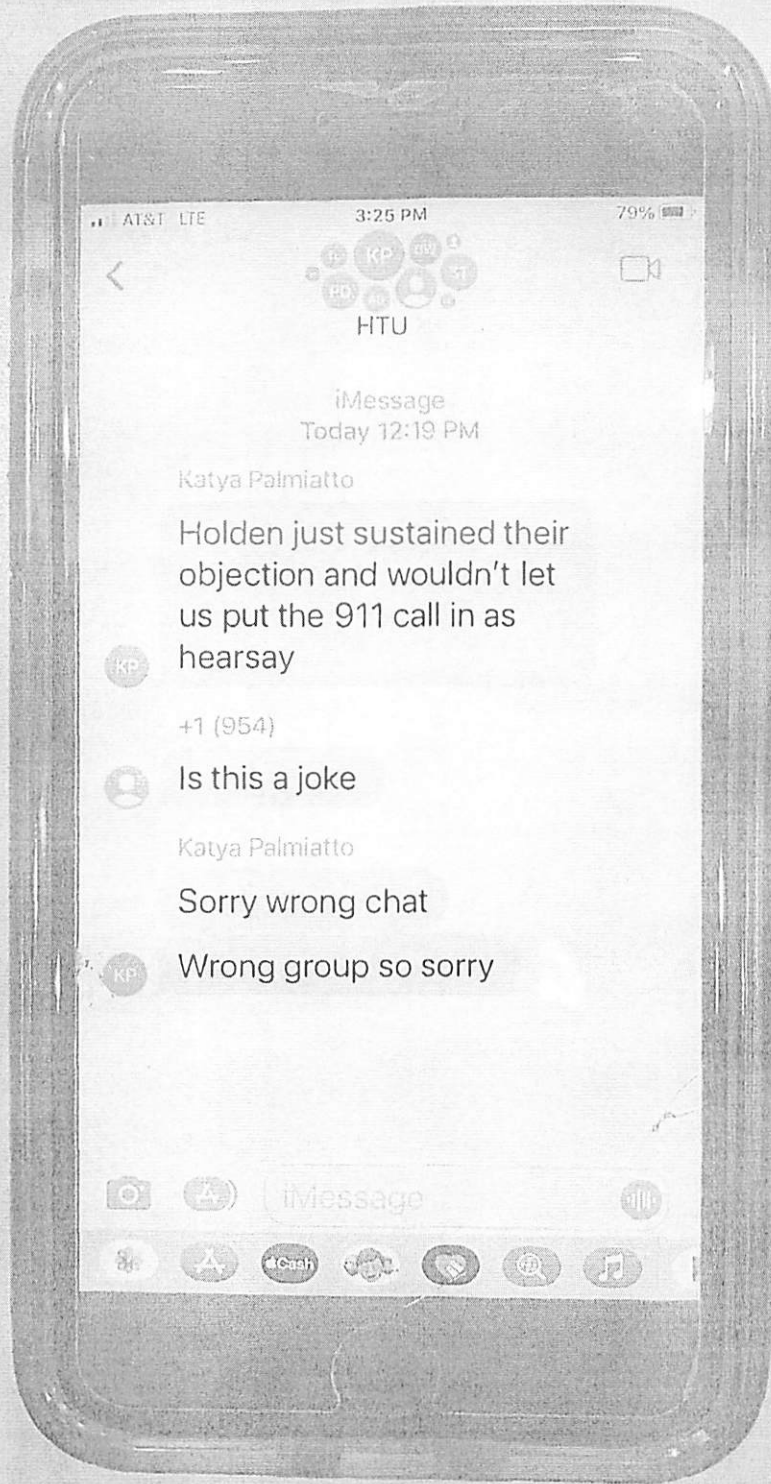 AT&T LTE 3:25 PM 79%
KP
PD
HTU
iMessage
Today 12:19 PM
Katya Palmiatto
Holden just sustained their
objection and wouldn't let
us put the 911 call in as
hearsay
KP
+1 (954)
Is this a joke
Katya Palmiatto
Sorry wrong chat
Wrong group so sorry
KP
iMessage
Cash